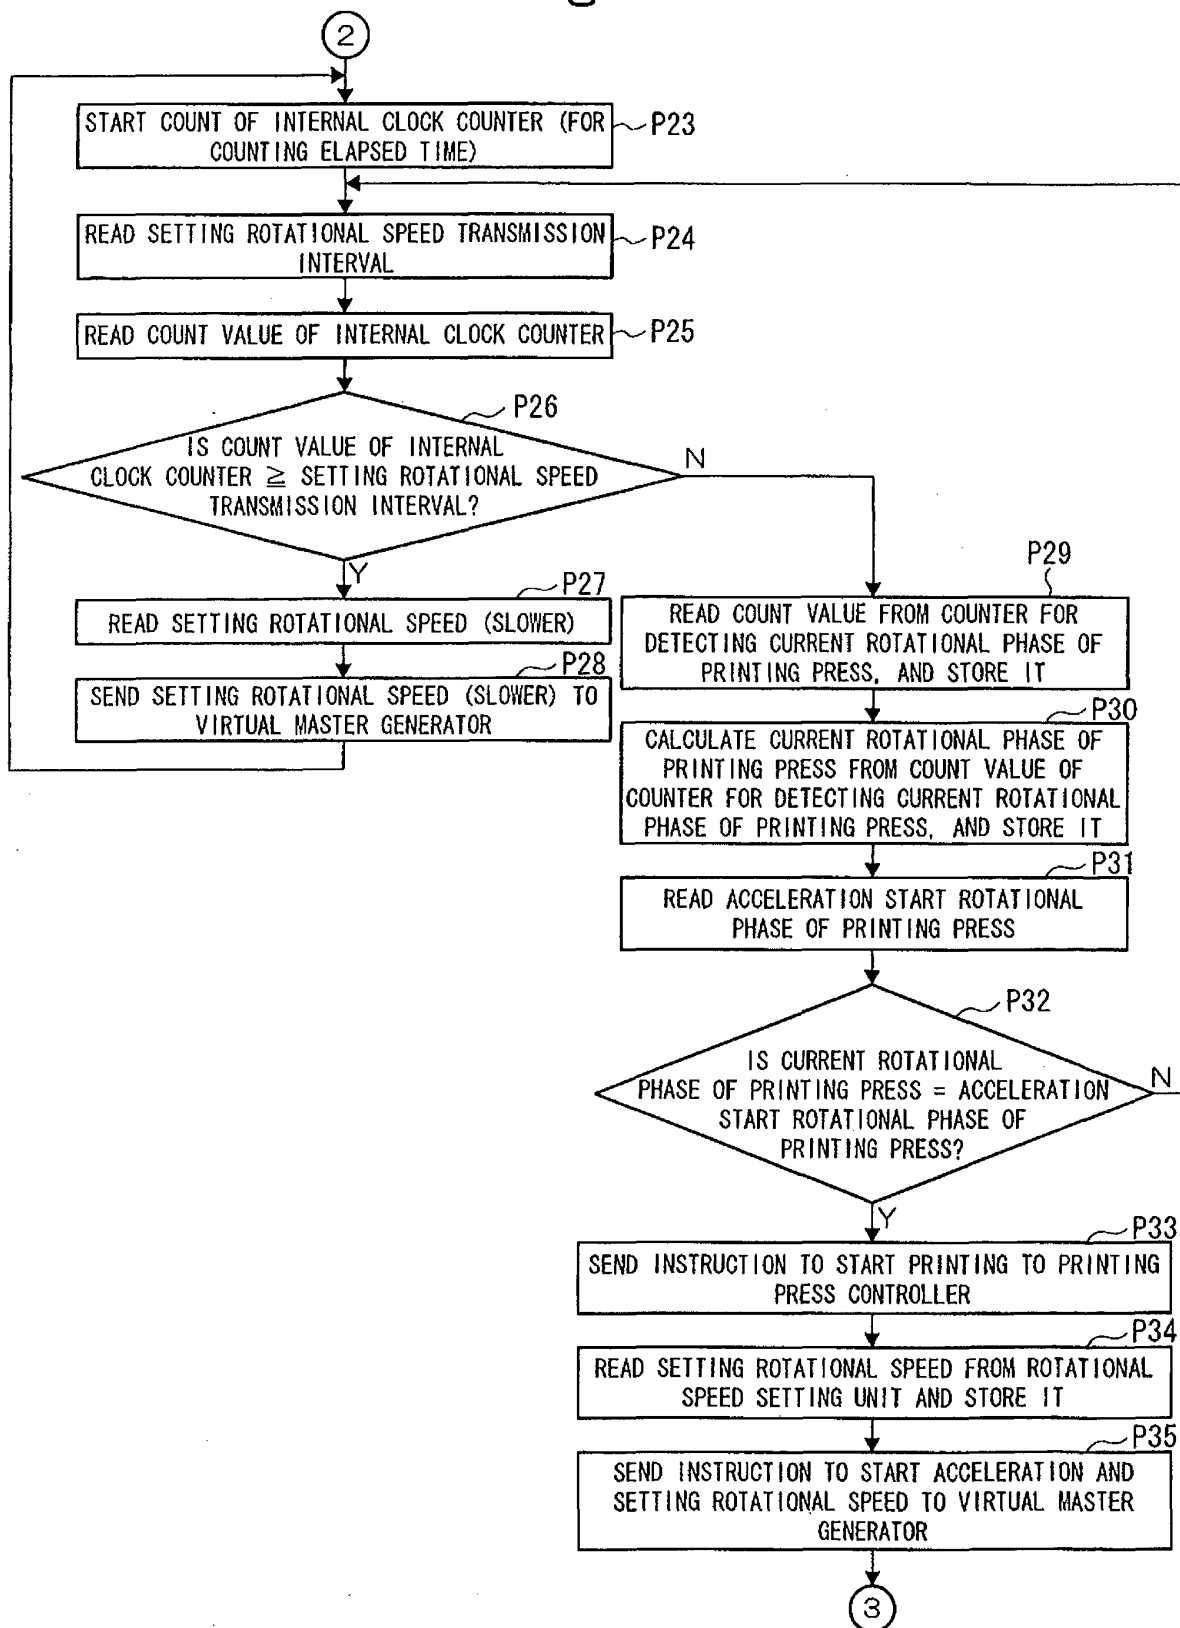 2
START COUNT OF INTERNAL CLOCK COUNTER (FOR
COUNTING ELAPSED TIME)
P23
READ SETTING ROTATIONAL SPEED TRANSMISSION
INTERVAL
P24
READ COUNT VALUE OF INTERNAL CLOCK COUNTER
P25
P26
IS COUNT VALUE OF INTERNAL
CLOCK COUNTER ≧ SETTING ROTATIONAL SPEED
TRANSMISSION INTERVAL?
N
Y
P27
READ SETTING ROTATIONAL SPEED (SLOWER)
P28
SEND SETTING ROTATIONAL SPEED (SLOWER) TO
VIRTUAL MASTER GENERATOR
P29
READ COUNT VALUE FROM COUNTER FOR
DETECTING CURRENT ROTATIONAL PHASE OF
PRINTING PRESS, AND STORE IT
P30
CALCULATE CURRENT ROTATIONAL PHASE OF
PRINTING PRESS FROM COUNT VALUE OF
COUNTER FOR DETECTING CURRENT ROTATIONAL
PHASE OF PRINTING PRESS, AND STORE IT
P31
READ ACCELERATION START ROTATIONAL
PHASE OF PRINTING PRESS
P32
IS CURRENT ROTATIONAL
PHASE OF PRINTING PRESS = ACCELERATION
START ROTATIONAL PHASE OF
PRINTING PRESS?
N
Y
P33
SEND INSTRUCTION TO START PRINTING TO PRINTING
PRESS CONTROLLER
P34
READ SETTING ROTATIONAL SPEED FROM ROTATIONAL
SPEED SETTING UNIT AND STORE IT
P35
SEND INSTRUCTION TO START ACCELERATION AND
SETTING ROTATIONAL SPEED TO VIRTUAL MASTER
GENERATOR
3